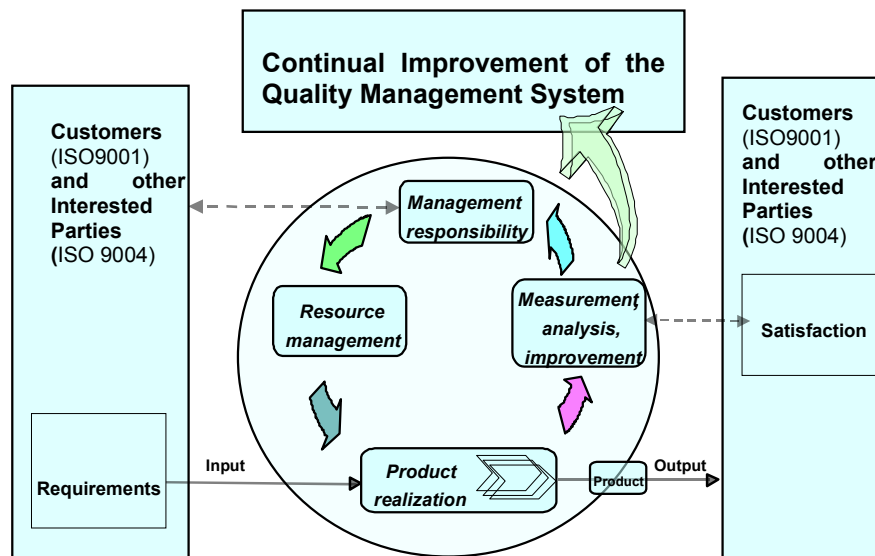 Continual Improvement of the
Quality Management System
Customers
(ISO9001)
and other
Interested
Parties
(ISO 9004)
Requirements
Input
Management
responsibility
Resource
management
Measurement,
analysis,
improvement
Product
realization
Product
Output
Customers
(ISO9001)
and other
Interested
Parties
(ISO 9004)
Satisfaction